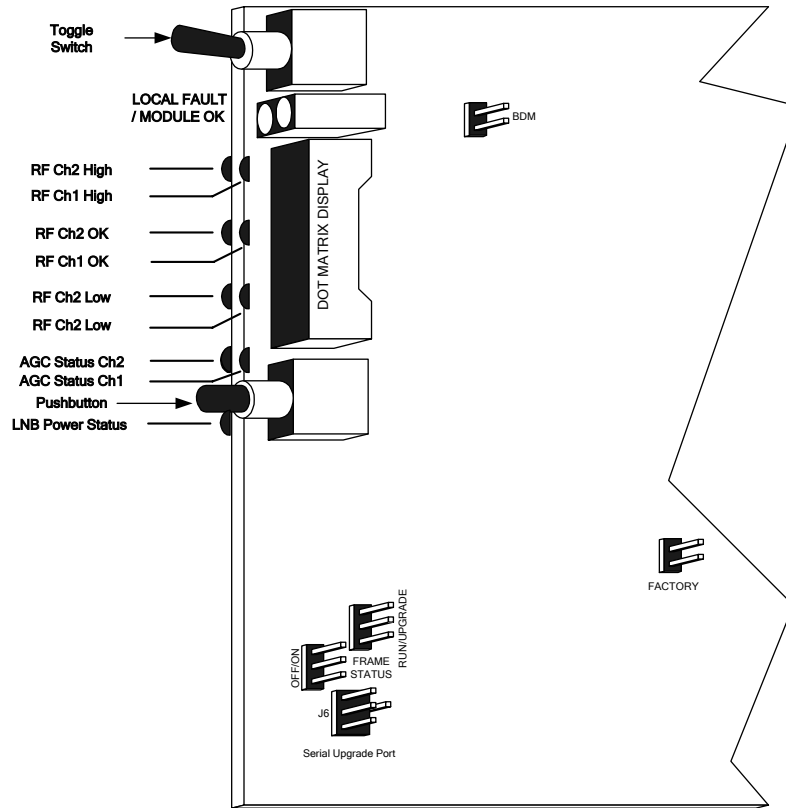 Toggle
Switch
LOCAL FAULT
/ MODULE OK
BDM
RF Ch2 High
RF Ch1 High
RF Ch2 OK
RF Ch1 OK
RF Ch2 Low
RF Ch2 Low
AGC Status Ch2
AGC Status Ch1
Pushbutton
LNB Power Status
DOT MATRIX DISPLAY
FACTORY
RUN/UPGRADE
FRAME
STATUS
OFF/ON
J6
Serial Upgrade Port